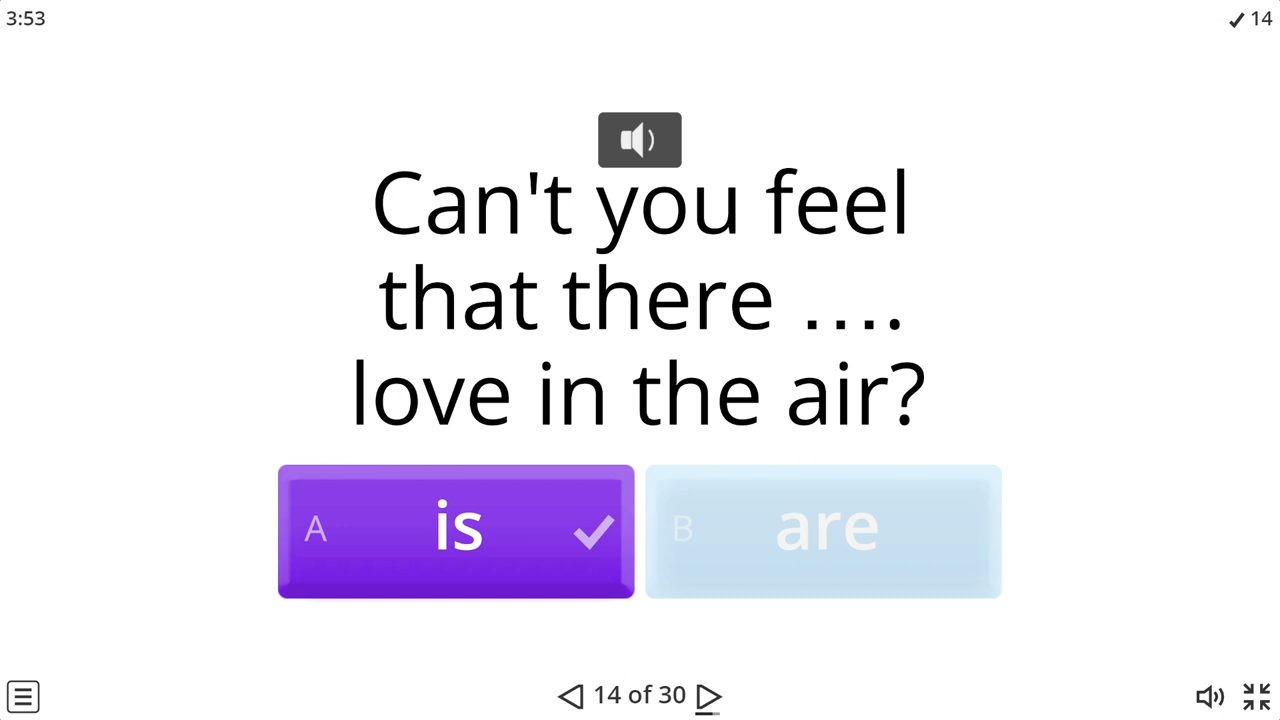 3:53
✓ 14
Can't you feel
that there ….
love in the air?
A is
B are
14 of 30